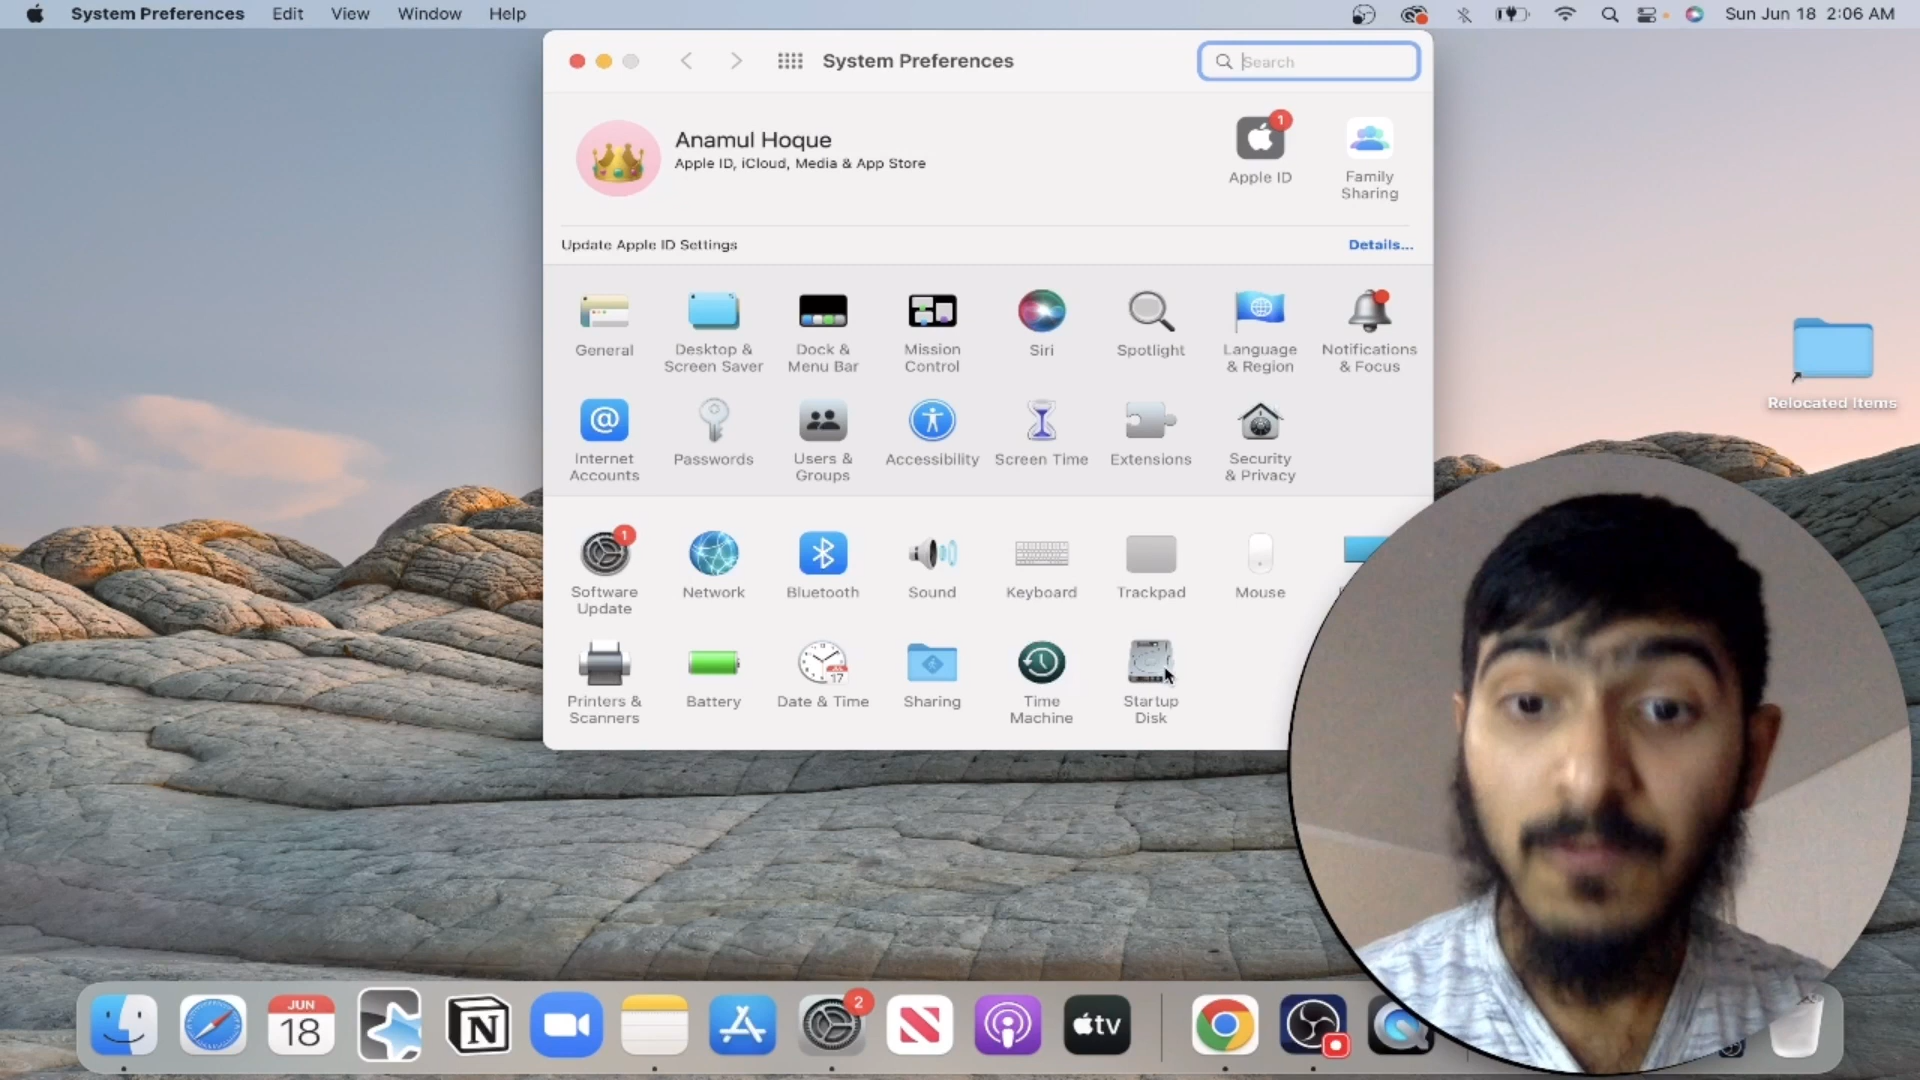 System Preferences Edit View Window Help Sun Jun 18 2:06 AM
System Preferences
Search
Anamul Hoque
Apple ID, iCloud, Media & App Store
1
Apple ID
Family
Sharing
Update Apple ID Settings
Details...
General
Desktop &
Screen Saver
Dock &
Menu Bar
Mission
Control
Siri
Spotlight
Language
& Region
Notifications
& Focus
@
Internet
Accounts
Passwords
Users &
Groups
Accessibility
Screen Time
Extensions
Security
& Privacy
1
Software
Update
Network
Bluetooth
Sound
Keyboard
Trackpad
Mouse
Printers &
Scanners
Battery
17
Date & Time
Sharing
Time
Machine
Startup
Disk
Relocated Items
JUN
18
N
2
tv